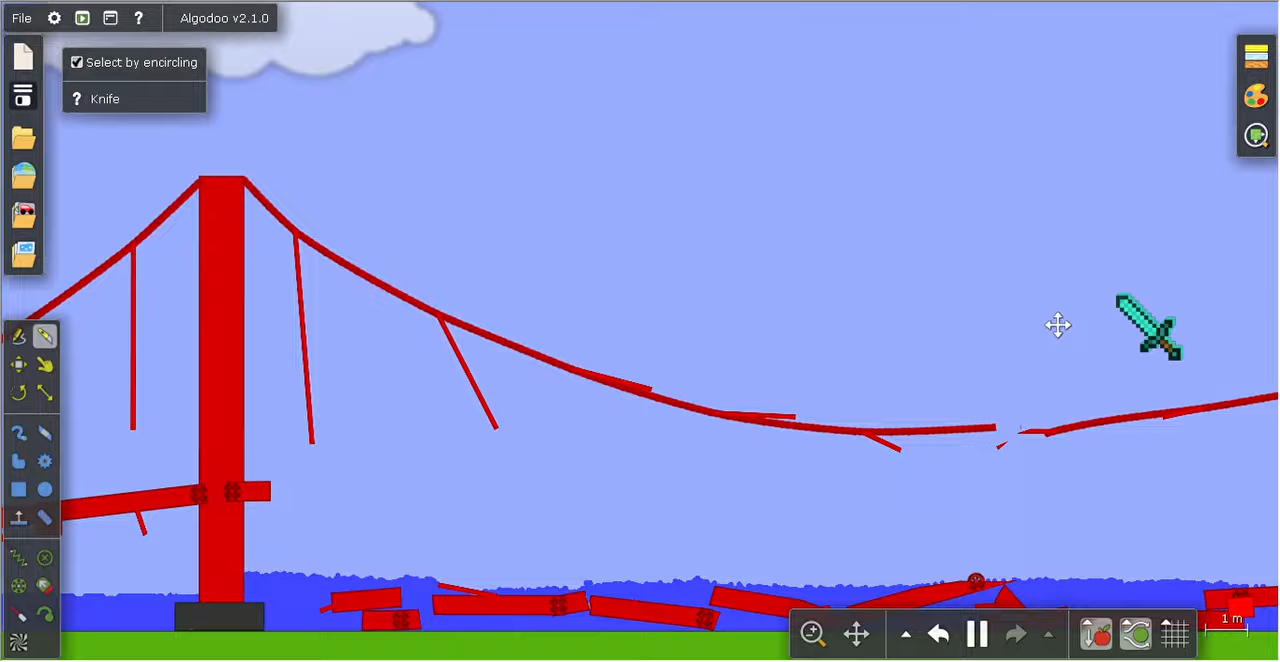 File ? Algodoo v2.1.0
Select by encircling
? Knife
1 m